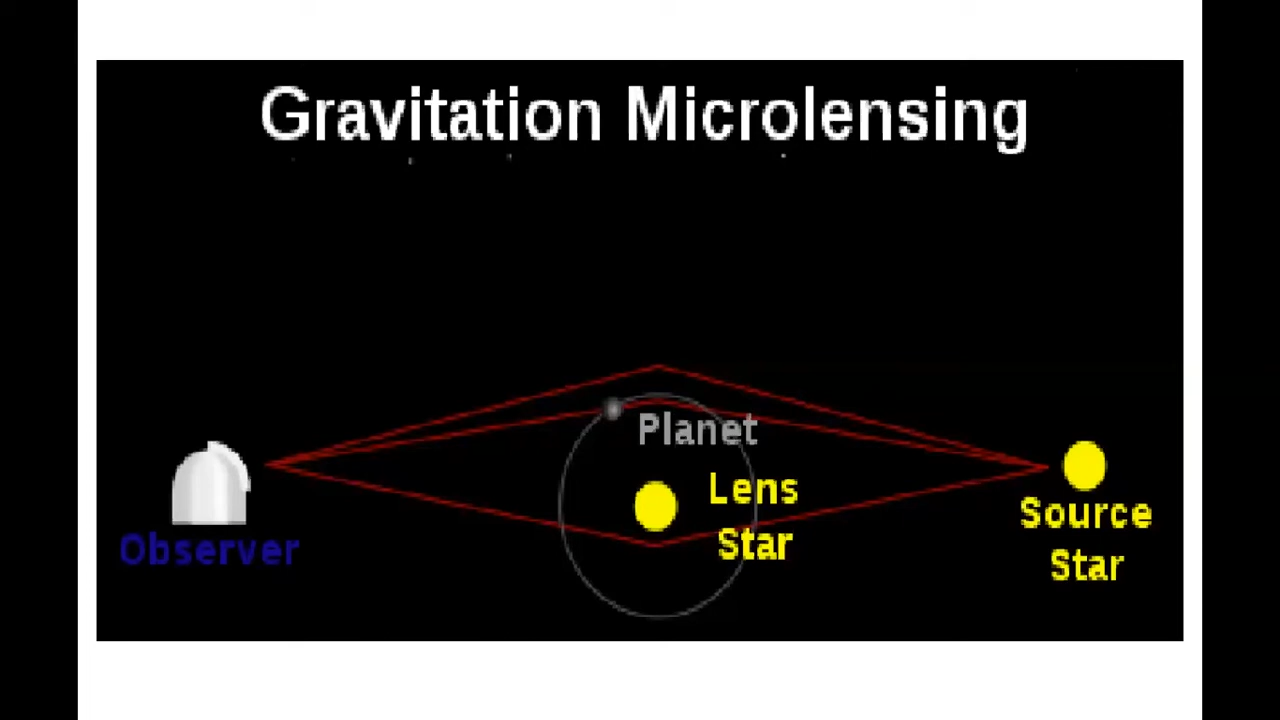 Gravitation Microlensing
Planet
Lens
Star
Observer
Source
Star